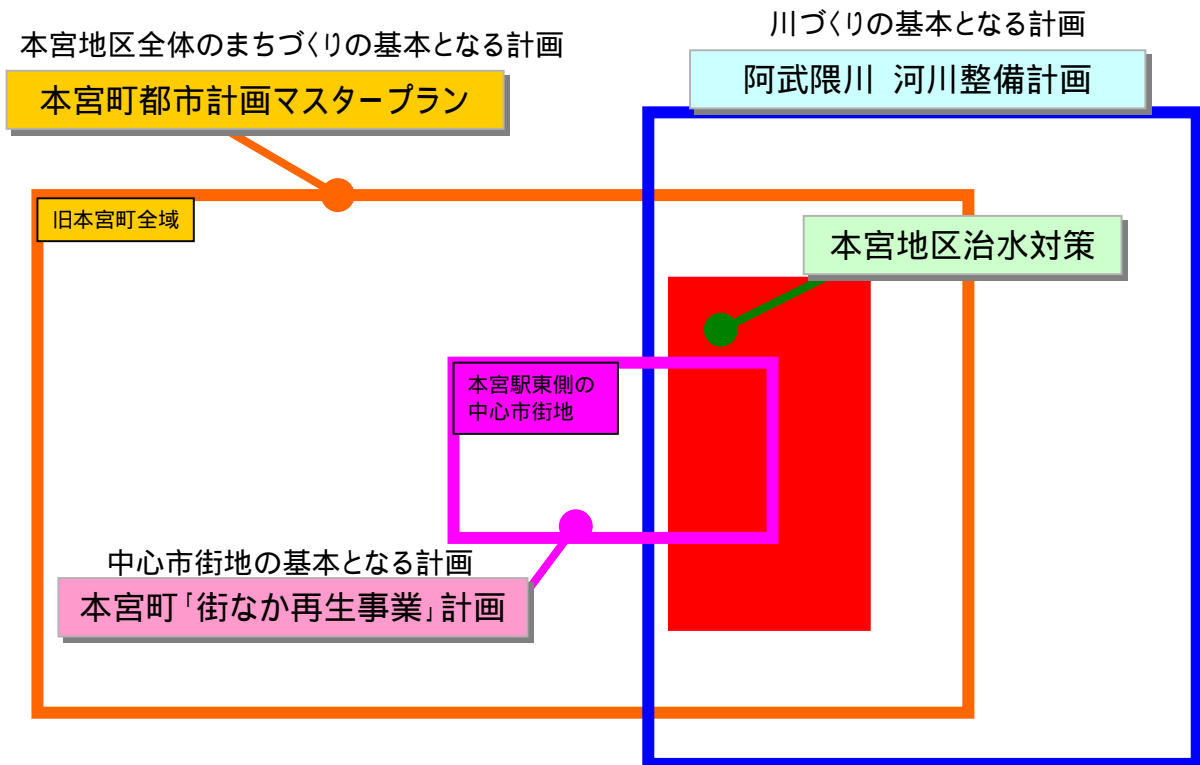 本宮地区全体のまちづくりの基本となる計画
本宮町都市計画マスタープラン
川づくりの基本となる計画
阿武隈川 河川整備計画
旧本宮町全域
本宮地区治水対策
本宮駅東側の
中心市街地
中心市街地の基本となる計画
本宮町「街なか再生事業」計画